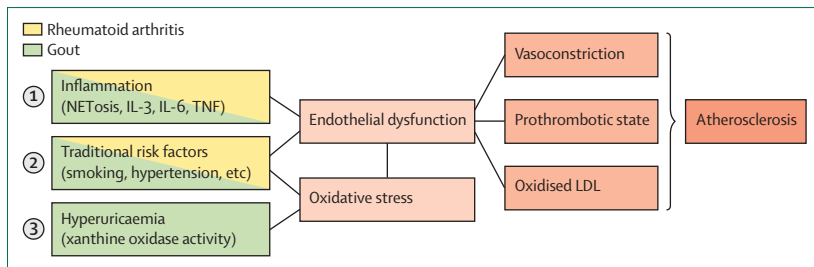 Rheumatoid arthritis
Gout
1
Inflammation
(NETosis, IL-3, IL-6, TNF)
2
Traditional risk factors
(smoking, hypertension, etc)
3
Hyperuricaemia
(xanthine oxidase activity)
Endothelial dysfunction
Oxidative stress
Vasoconstriction
Prothrombotic state
Oxidised LDL
Atherosclerosis